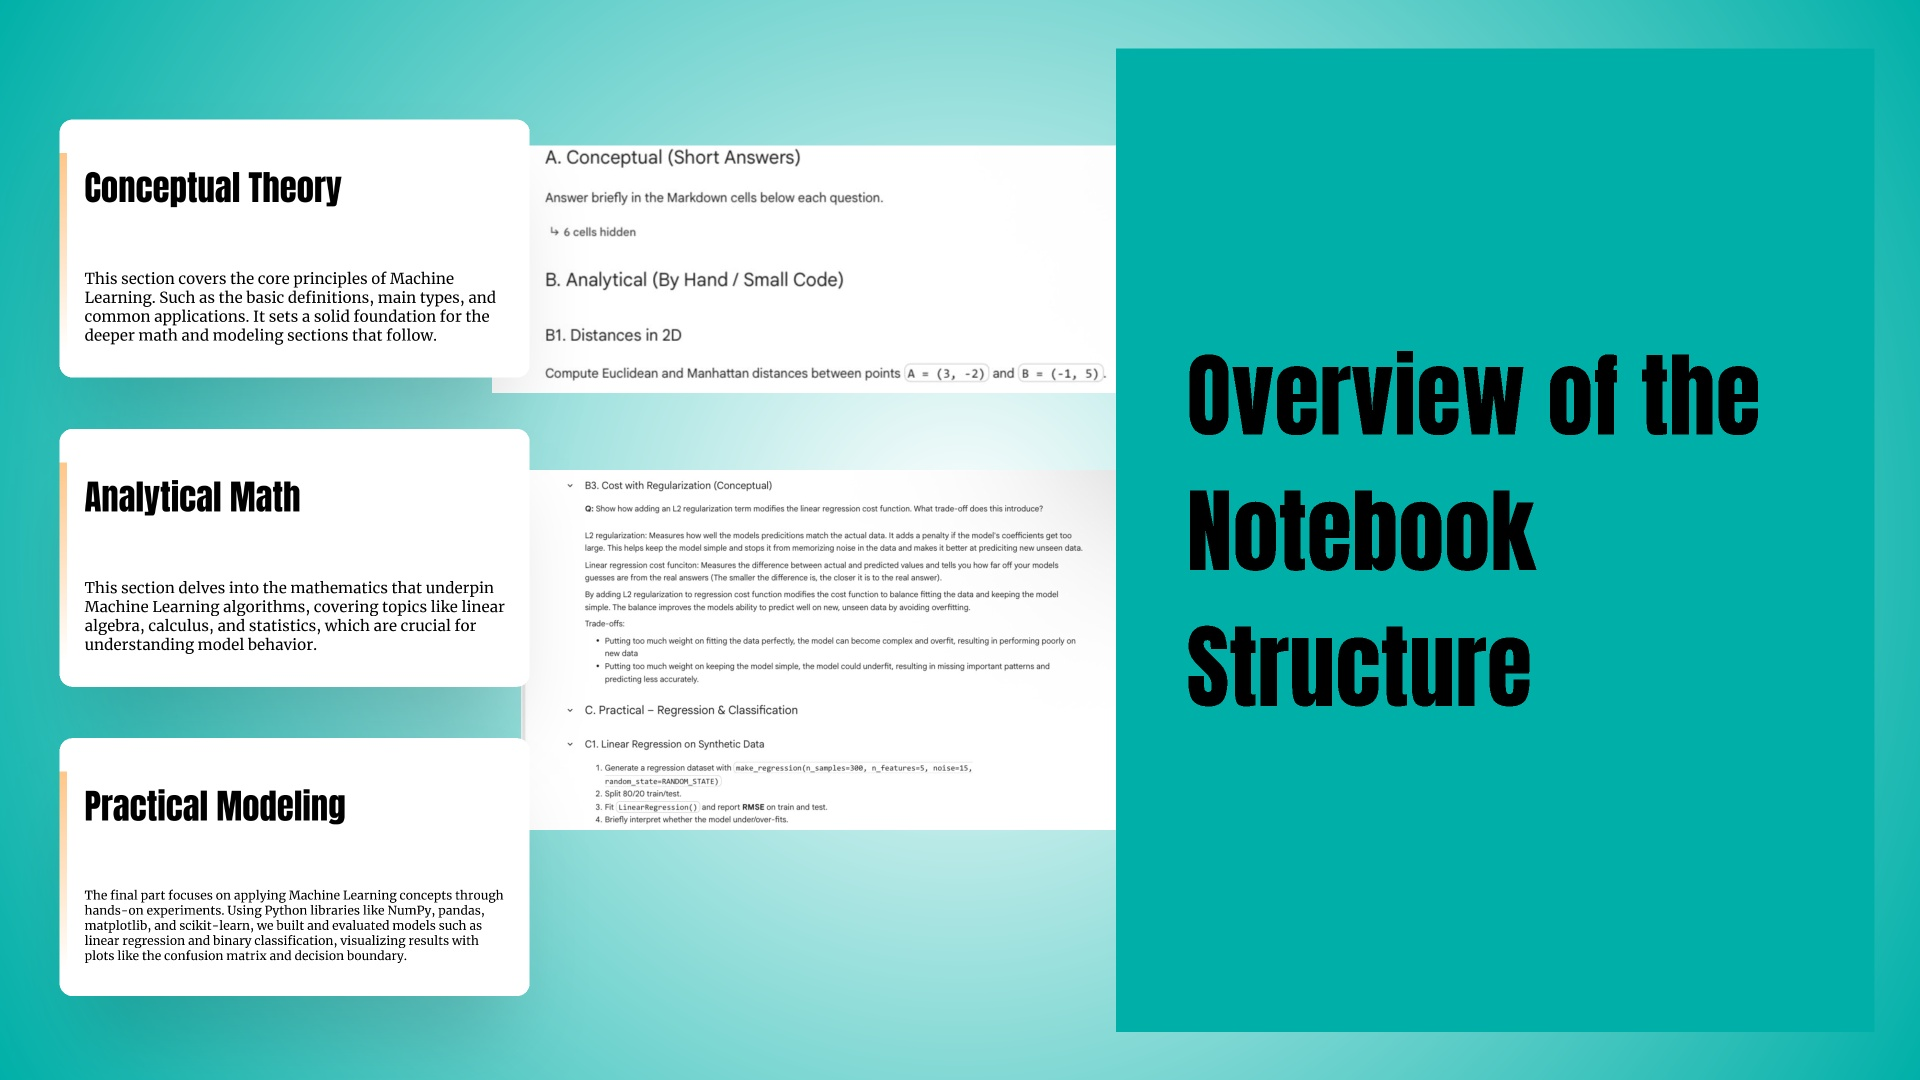 Conceptual Theory
This section covers the core principles of Machine
Learning. Such as the basic definitions, main types, and
common applications. It sets a solid foundation for the
deeper math and modeling sections that follow.
Analytical Math
This section delves into the mathematics that underpin
Machine Learning algorithms, covering topics like linear
algebra, calculus, and statistics, which are crucial for
understanding model behavior.
Practical Modeling
The final part focuses on applying Machine Learning concepts through
hands-on experiments. Using Python libraries like NumPy, pandas,
matplotlib, and scikit-learn, we built and evaluated models such as
linear regression and binary classification, visualizing results with
plots like the confusion matrix and decision boundary.
A. Conceptual (Short Answers)
Answer briefly in the Markdown cells below each question.
↳ 6 cells hidden
B. Analytical (By Hand / Small Code)
B1. Distances in 2D
Compute Euclidean and Manhattan distances between points A = (3, -2) and B = (-1, 5).
B3. Cost with Regularization (Conceptual)
Q: Show how adding an L2 regularization term modifies the linear regression cost function. What trade-off does this introduce?
L2 regularization: Measures how well the models predicitions match the actual data. It adds a penalty if the model's coefficients get too
large. This helps keep the model simple and stops it from memorizing noise in the data and makes it better at prediciting new unseen data.
Linear regression cost funciton: Measures the difference between actual and predicted values and tells you how far off your models
guesses are from the real answers (The smaller the difference is, the closer it is to the real answer).
By adding L2 regularization to regression cost function modifies the cost function to balance fitting the data and keeping the model
simple. The balance improves the models ability to predict well on new, unseen data by avoiding overfitting.
Trade-offs:
• Putting too much weight on fitting the data perfectly, the model can become complex and overfit, resulting in performing poorly on
new data
• Putting too much weight on keeping the model simple, the model could underfit, resulting in missing important patterns and
predicting less accurately.
C. Practical – Regression & Classification
C1. Linear Regression on Synthetic Data
1. Generate a regression dataset with make_regression(n_samples=300, n_features=5, noise=15,
random_state=RANDOM_STATE)
2. Split 80/20 train/test.
3. Fit LinearRegression() and report RMSE on train and test.
4. Briefly interpret whether the model under/over-fits.
Overview of the
Notebook
Structure